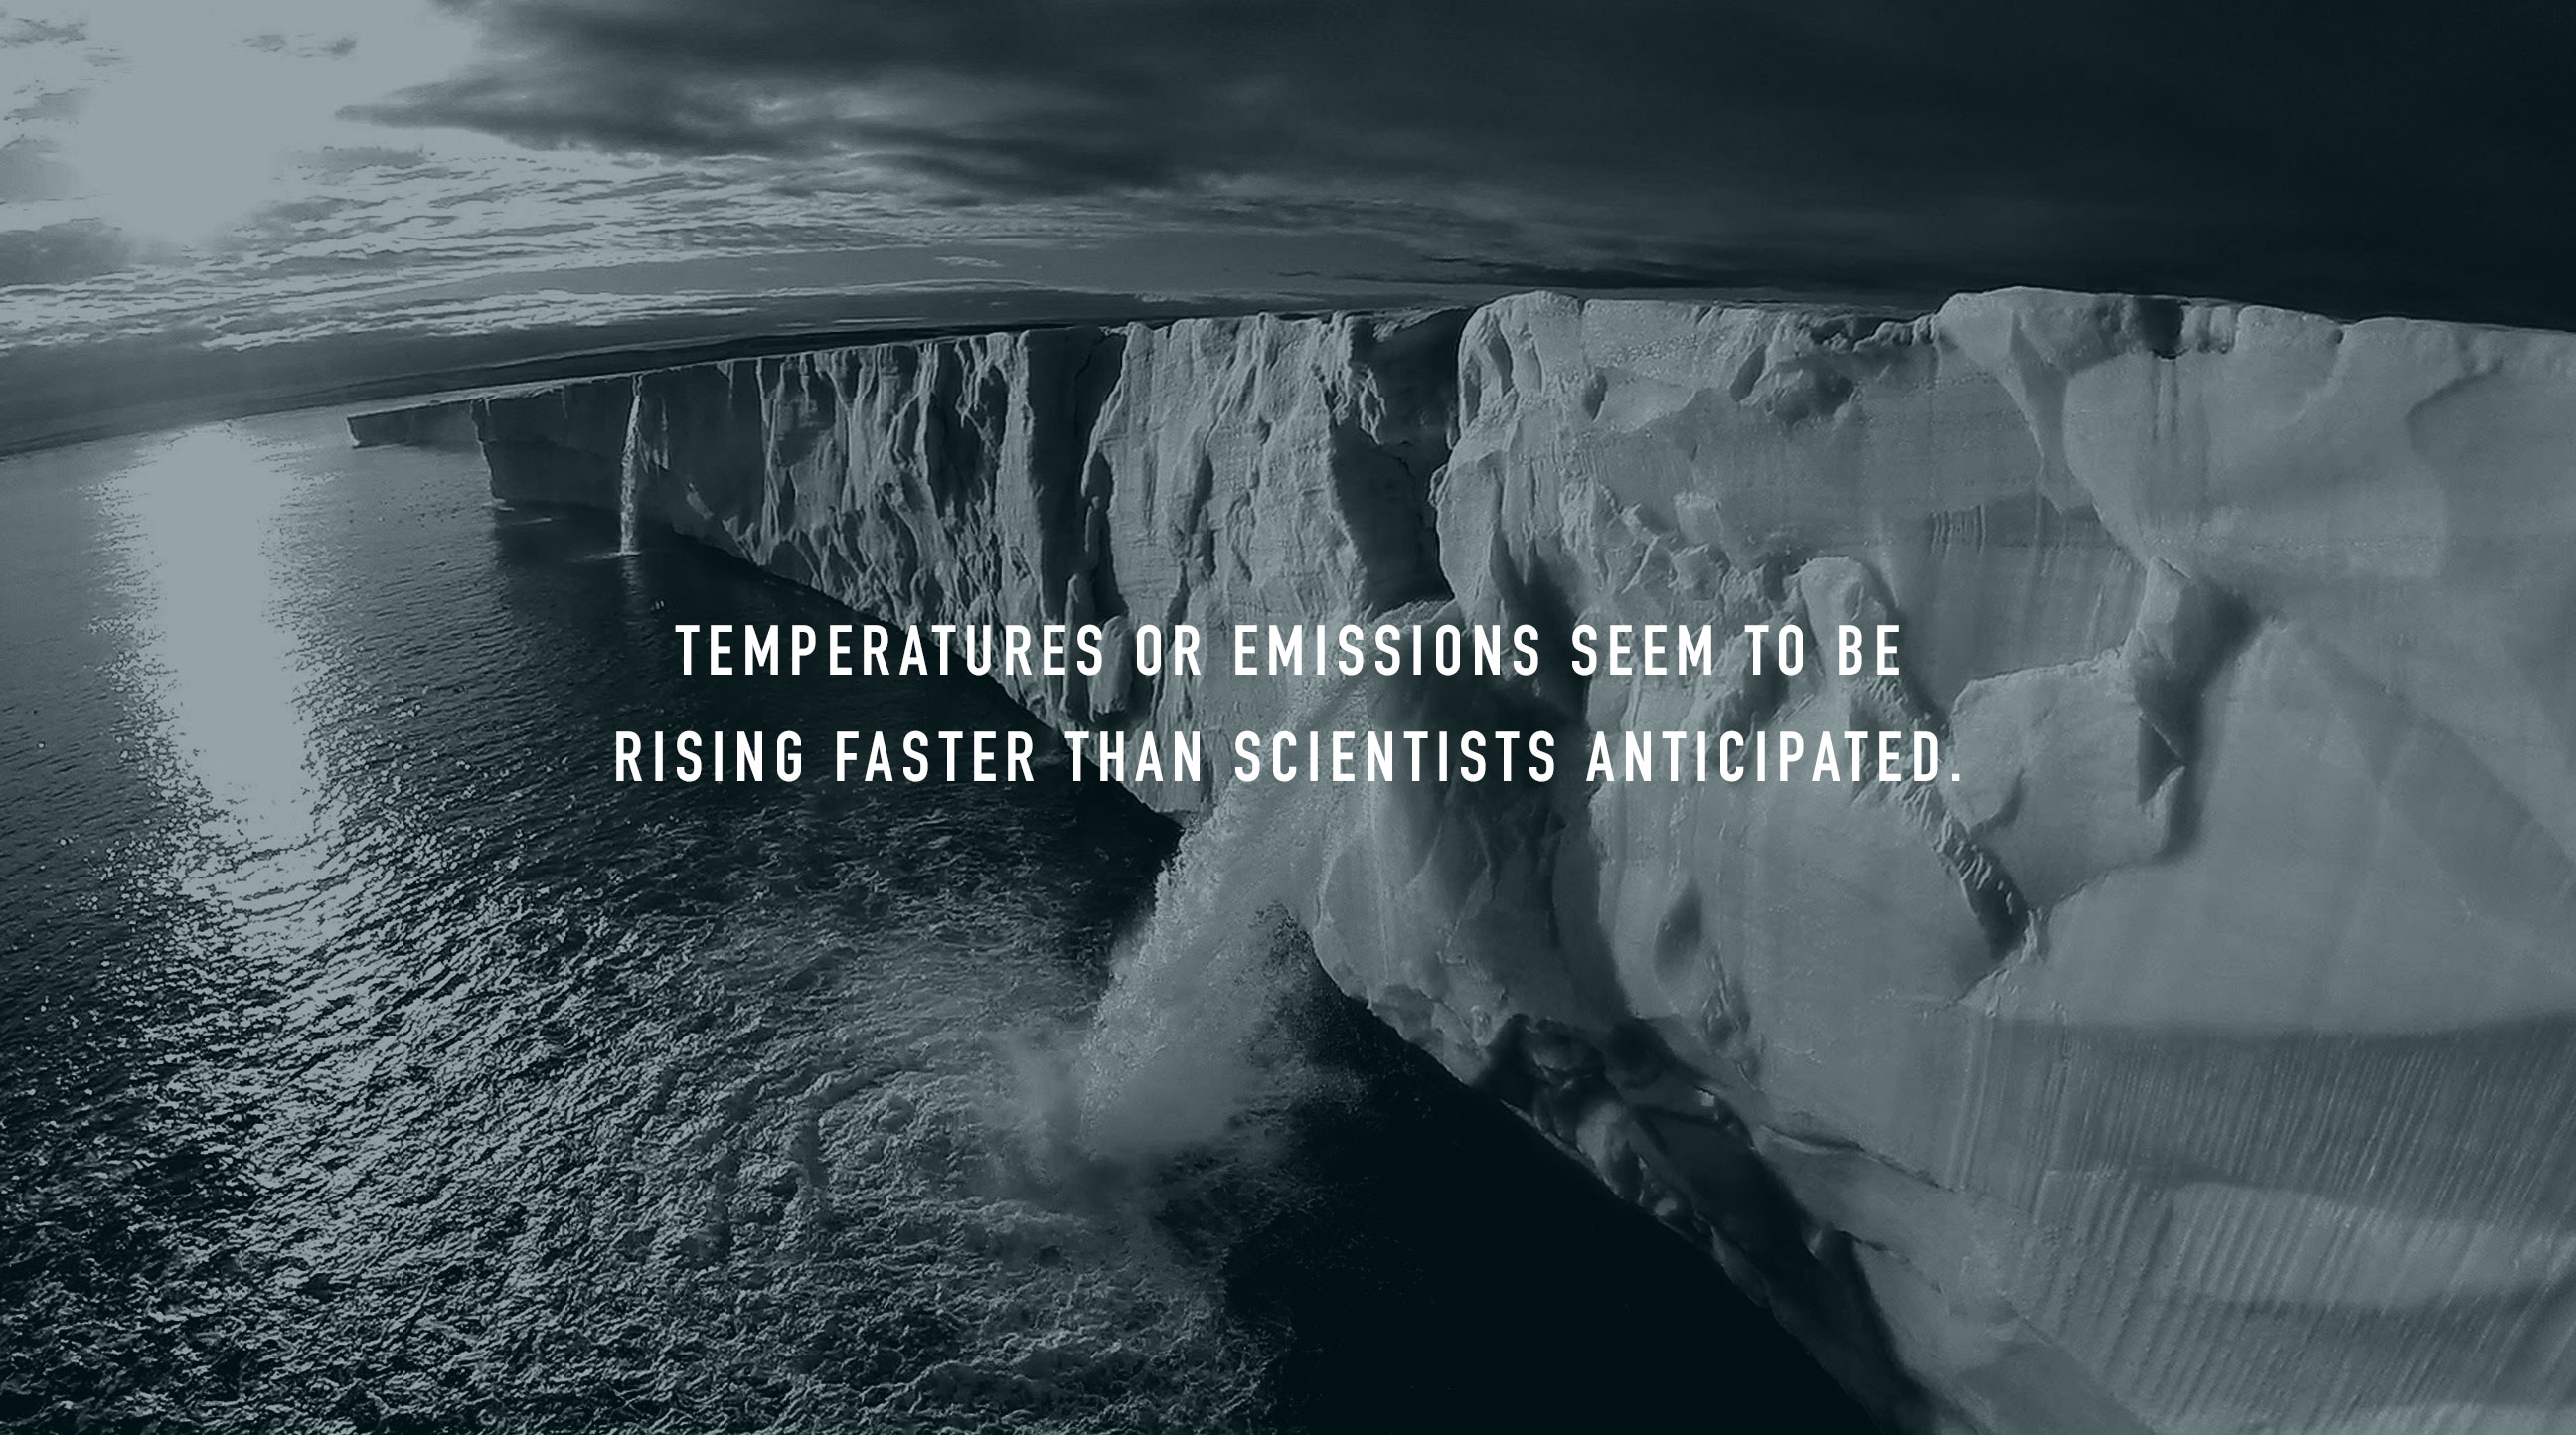 TEMPERATURES OR EMISSIONS SEEM TO BE
RISING FASTER THAN SCIENTISTS ANTICIPATED.